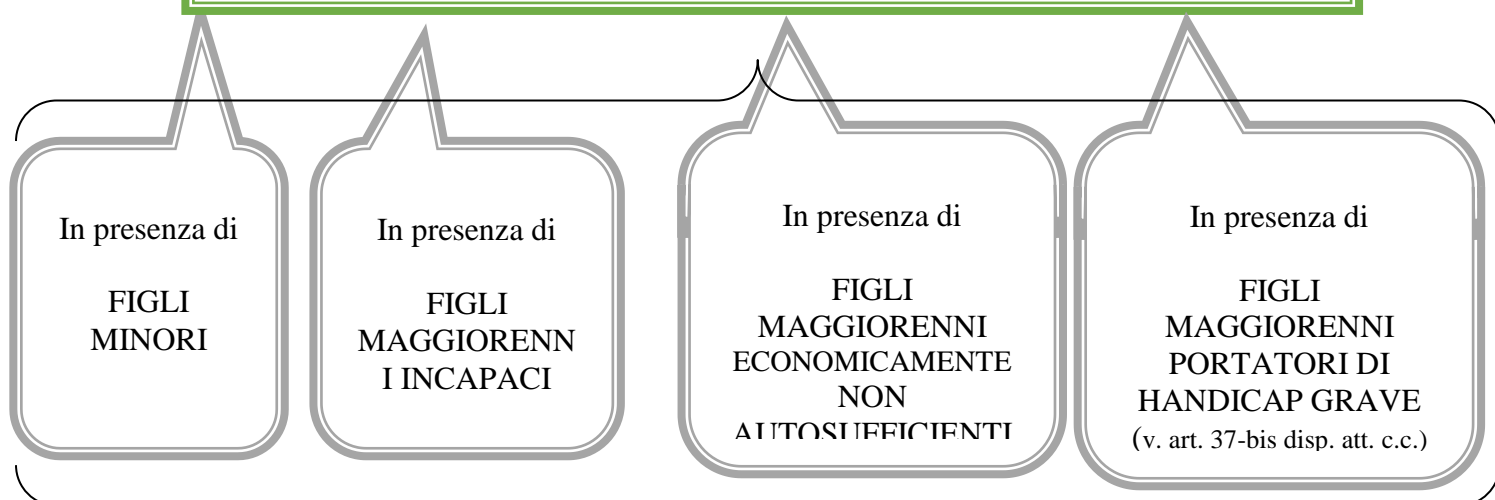 In presenza di
FIGLI
MINORI
In presenza di
FIGLI
MAGGIORENN
I INCAPACI
In presenza di
FIGLI
MAGGIORENNI
ECONOMICAMENTE
NON
AUTOSUFFICIENTI
In presenza di
FIGLI
MAGGIORENNI
PORTATORI DI
HANDICAP GRAVE
(v. art. 37-bis disp. att. c.c.)